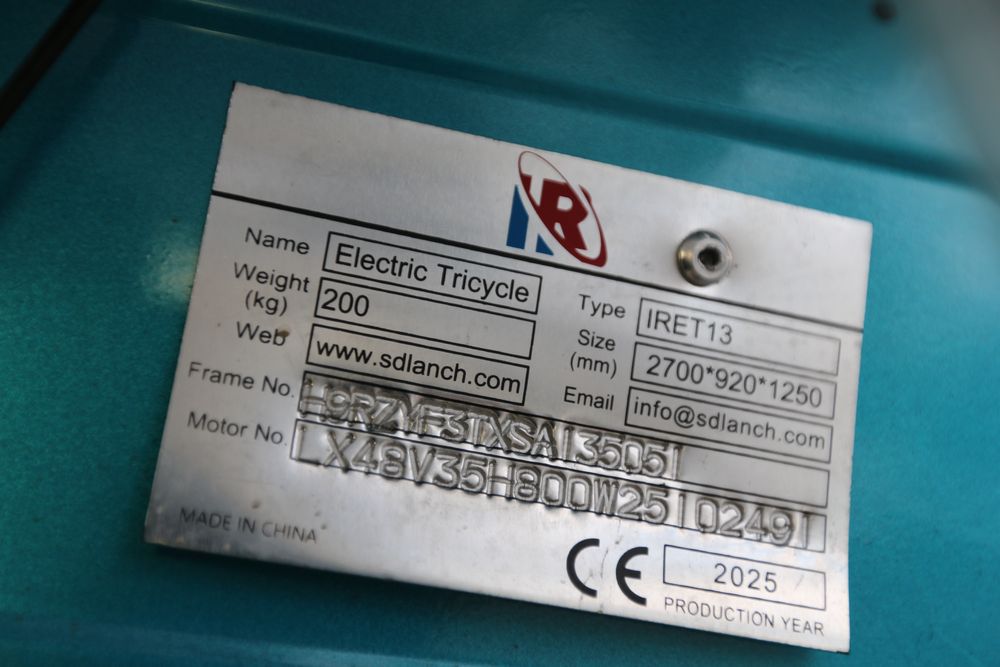 R
Name Electric Tricycle
Type IRET13
Weight (kg) 200
Size (mm) 2700*920*1250
Web www.sdlanch.com
Email info@sdlanch.com
Frame No. H9RZYF3TXSA135051
Motor No. LX48V35H800W25102491
MADE IN CHINA
CE 2025
PRODUCTION YEAR